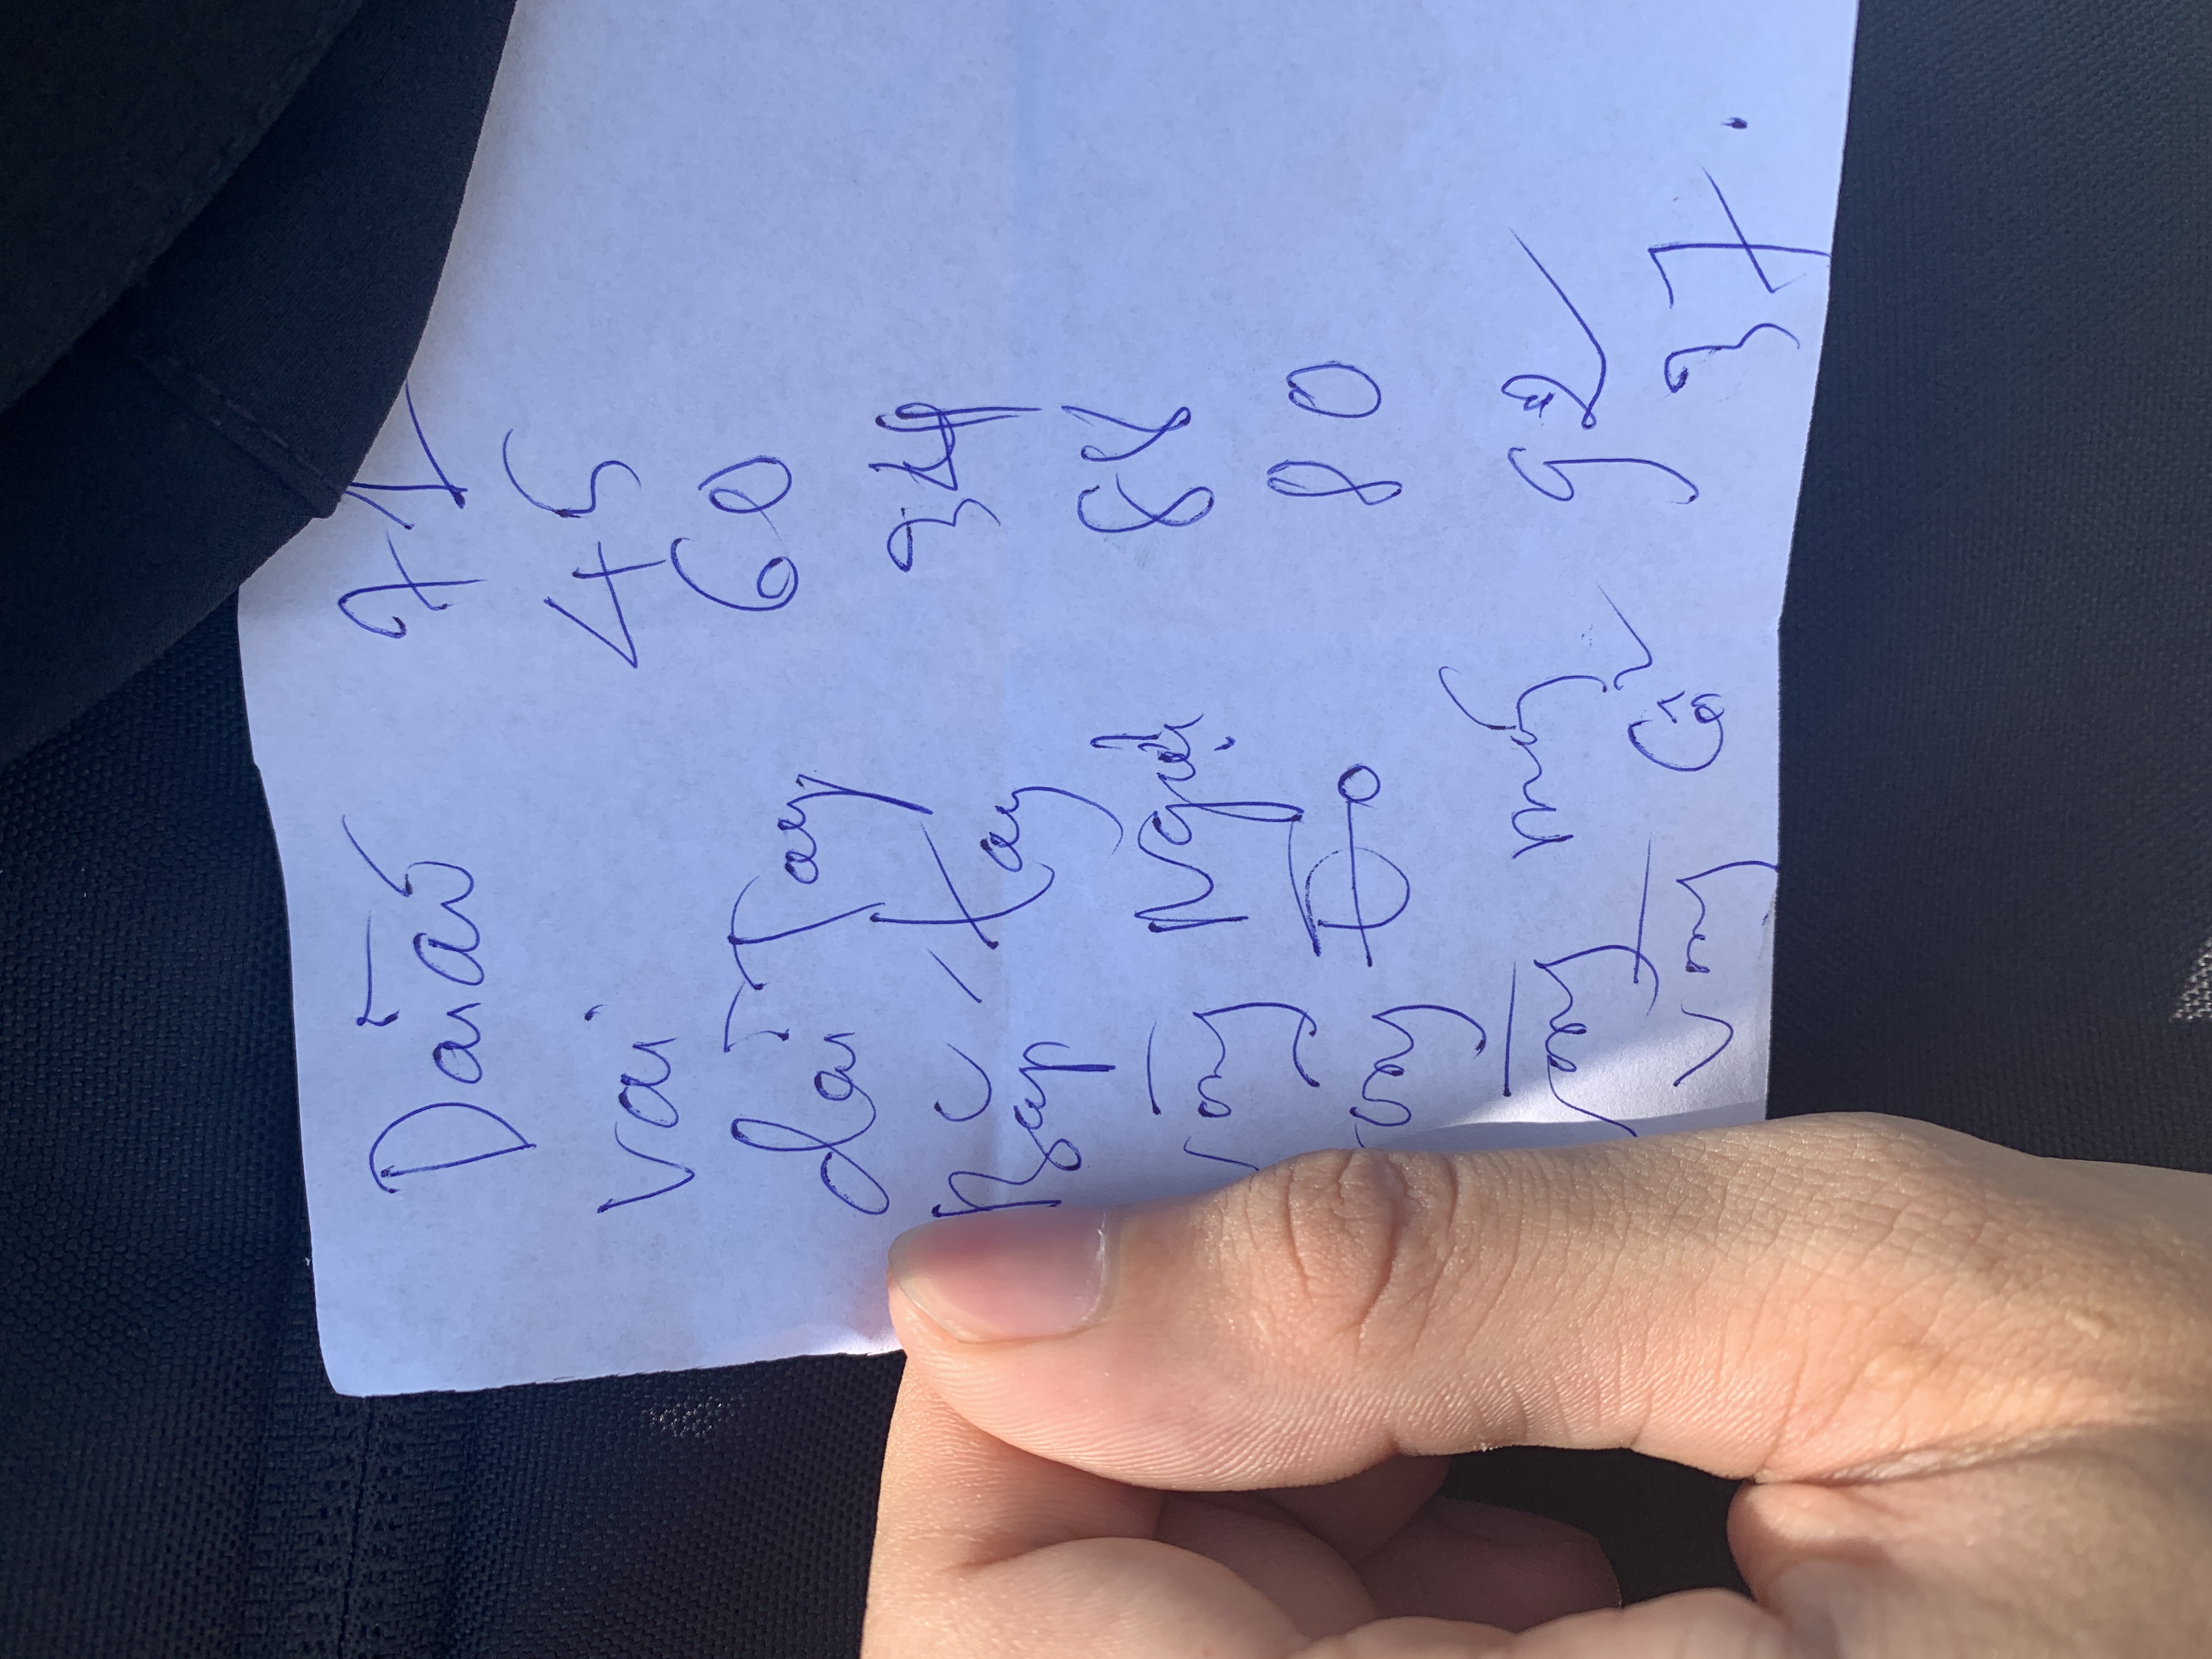 Dài áo 71
vai 45
dài Tay 60
Bắp tay 34
vòng Ngực 88
vòng Eo 80
vòng mông 92
vòng Cổ 37.